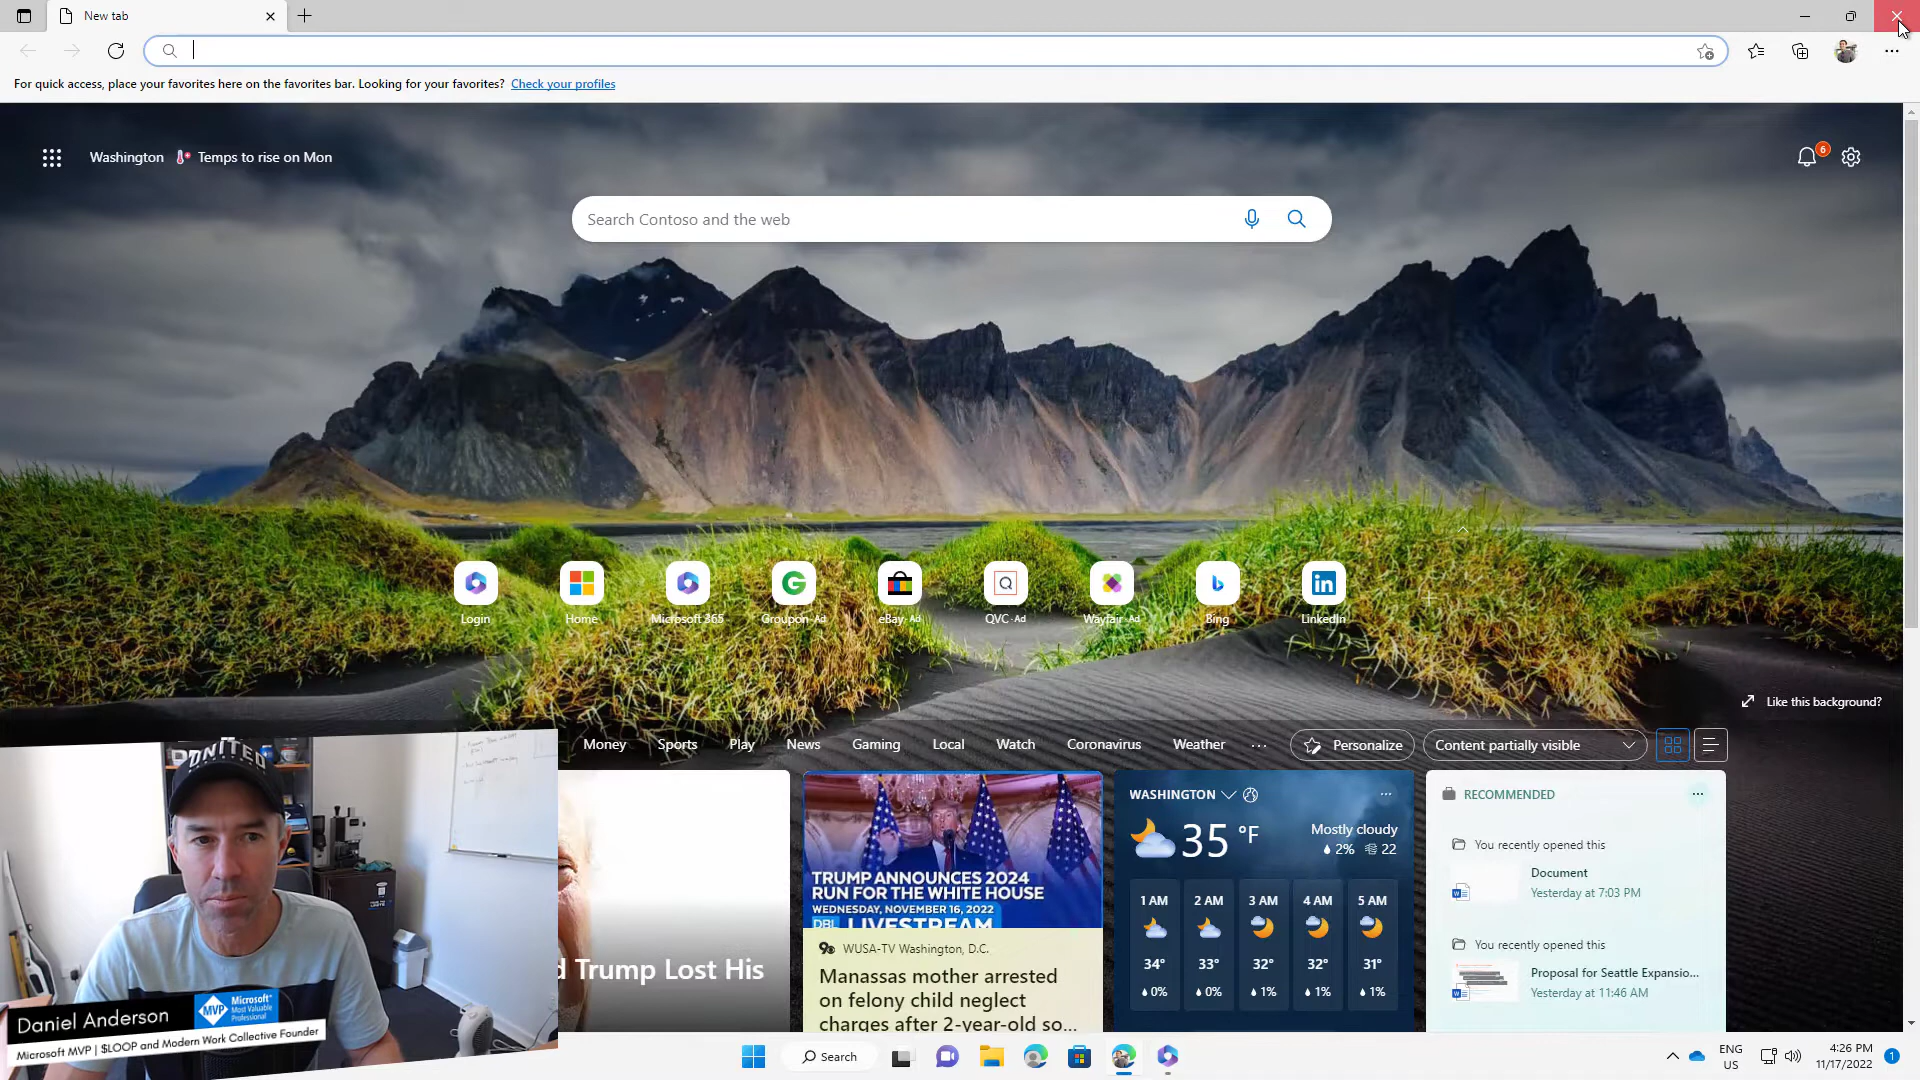 New tab
For quick access, place your favorites here on the favorites bar. Looking for your favorites? Check your profiles
Washington Temps to rise on Mon
6
Search Contoso and the web
Login Home Microsoft 365 Groupon · Ad eBay · Ad QVC · Ad Wayfair · Ad Bing LinkedIn
Like this background?
Money Sports Play News Gaming Local Watch Coronavirus Weather ... Personalize Content partially visible
d Trump Lost His
TRUMP ANNOUNCES 2024
RUN FOR THE WHITE HOUSE
WEDNESDAY, NOVEMBER 16, 2022
LIVESTREAM
WUSA-TV Washington, D.C.
Manassas mother arrested
on felony child neglect
charges after 2-year-old so...
WASHINGTON
35 °F
Mostly cloudy
2% 22
1 AM 2 AM 3 AM 4 AM 5 AM
34° 33° 32° 32° 31°
0% 0% 1% 1% 1%
RECOMMENDED
You recently opened this
Document
Yesterday at 7:03 PM
You recently opened this
Proposal for Seattle Expansio...
Yesterday at 11:46 AM
Daniel Anderson
MVP Microsoft®
Most Valuable
Professional
Microsoft MVP | $LOOP and Modern Work Collective Founder
Search
ENG
US
4:26 PM
11/17/2022
1